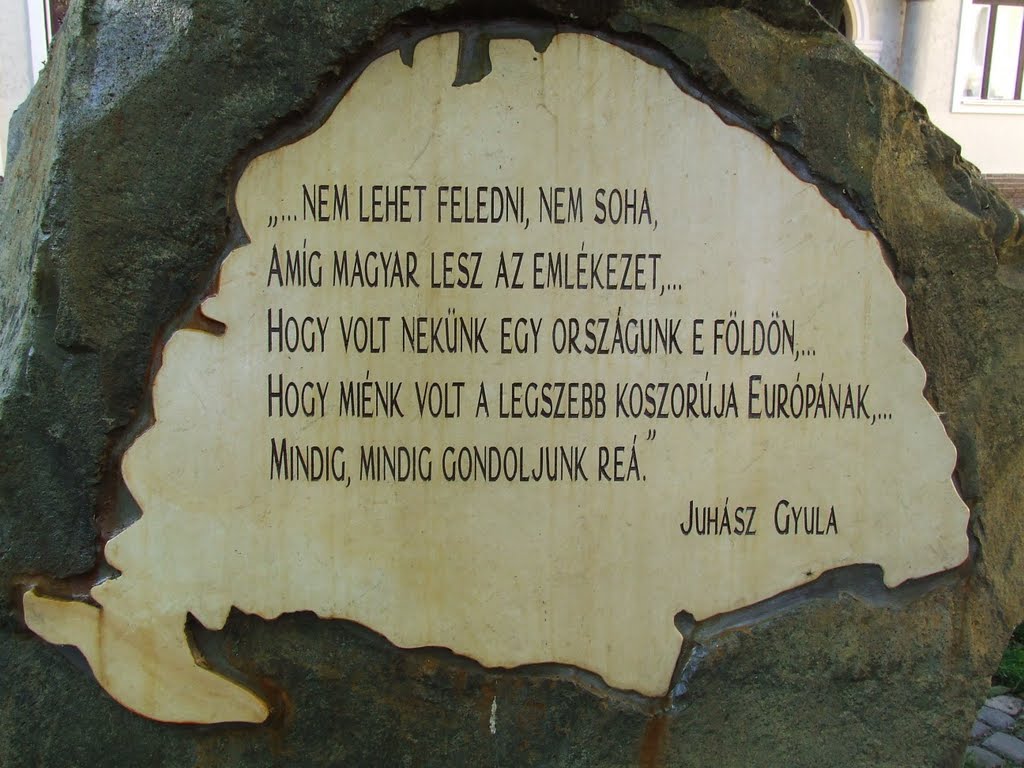 „... NEM LEHET FELEDNI, NEM SOHA,
AMÍG MAGYAR LESZ AZ EMLÉKEZET,...
HOGY VOLT NEKÜNK EGY ORSZÁGUNK E FÖLDÖN,...
HOGY MIÉNK VOLT A LEGSZEBB KOSZORÚJA EURÓPÁNAK,...
MINDIG, MINDIG GONDOLJUNK REÁ.”
JUHÁSZ GYULA